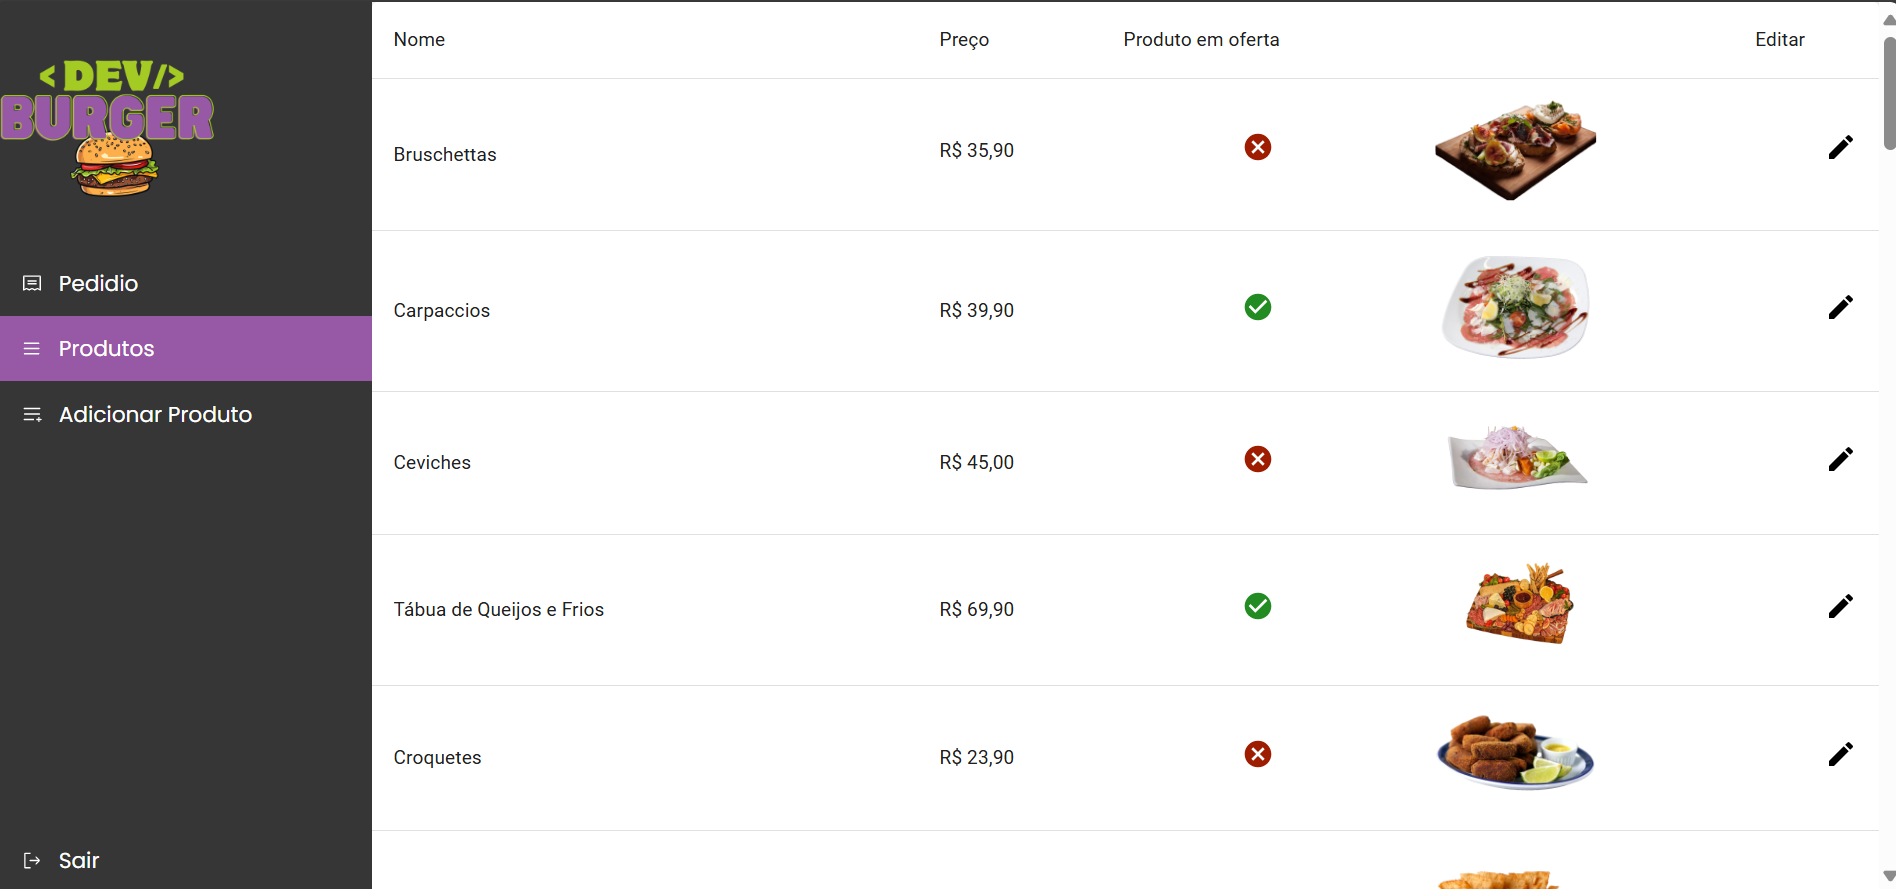 < DEV/>
BURGER
Pedidio
Produtos
Adicionar Produto
Sair
Nome Preço Produto em oferta Editar
Bruschettas R$ 35,90
Carpaccios R$ 39,90
Ceviches R$ 45,00
Tábua de Queijos e Frios R$ 69,90
Croquetes R$ 23,90